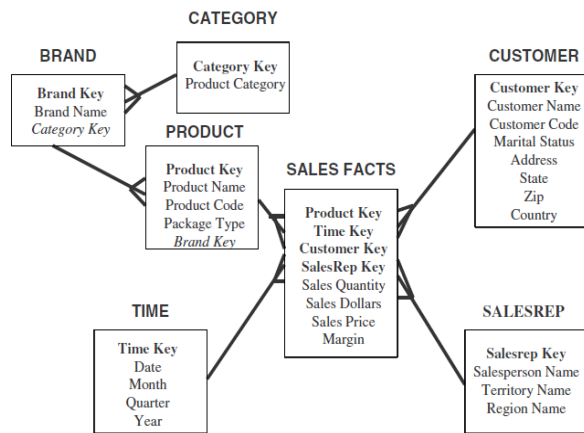 CATEGORY
Category Key
Product Category
BRAND
Brand Key
Brand Name
Category Key
PRODUCT
Product Key
Product Name
Product Code
Package Type
Brand Key
SALES FACTS
Product Key
Time Key
Customer Key
SalesRep Key
Sales Quantity
Sales Dollars
Sales Price
Margin
CUSTOMER
Customer Key
Customer Name
Customer Code
Marital Status
Address
State
Zip
Country
TIME
Time Key
Date
Month
Quarter
Year
SALESREP
Salesrep Key
Salesperson Name
Territory Name
Region Name